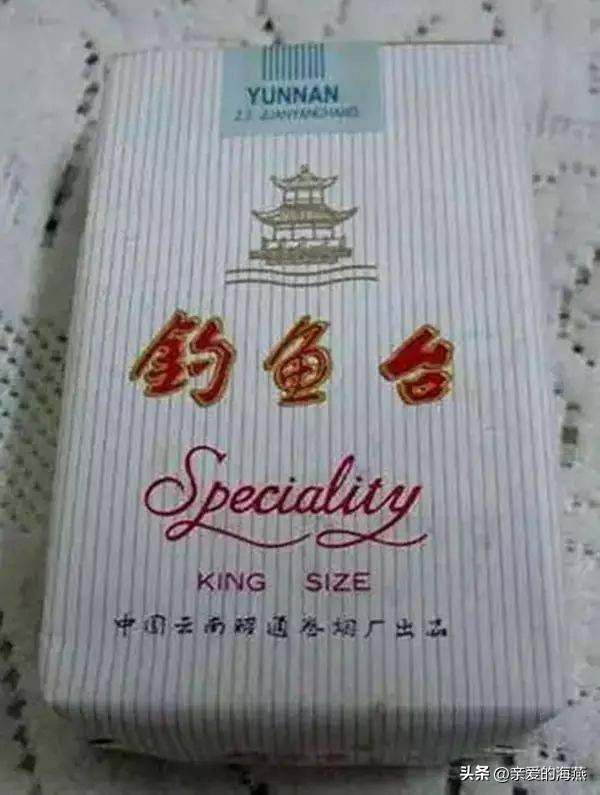 YUNNAN
Z.J. JUANYANCHANG
钓鱼台
Speciality
KING SIZE
中国云南昭通卷烟厂出品
头条 @亲爱的海燕